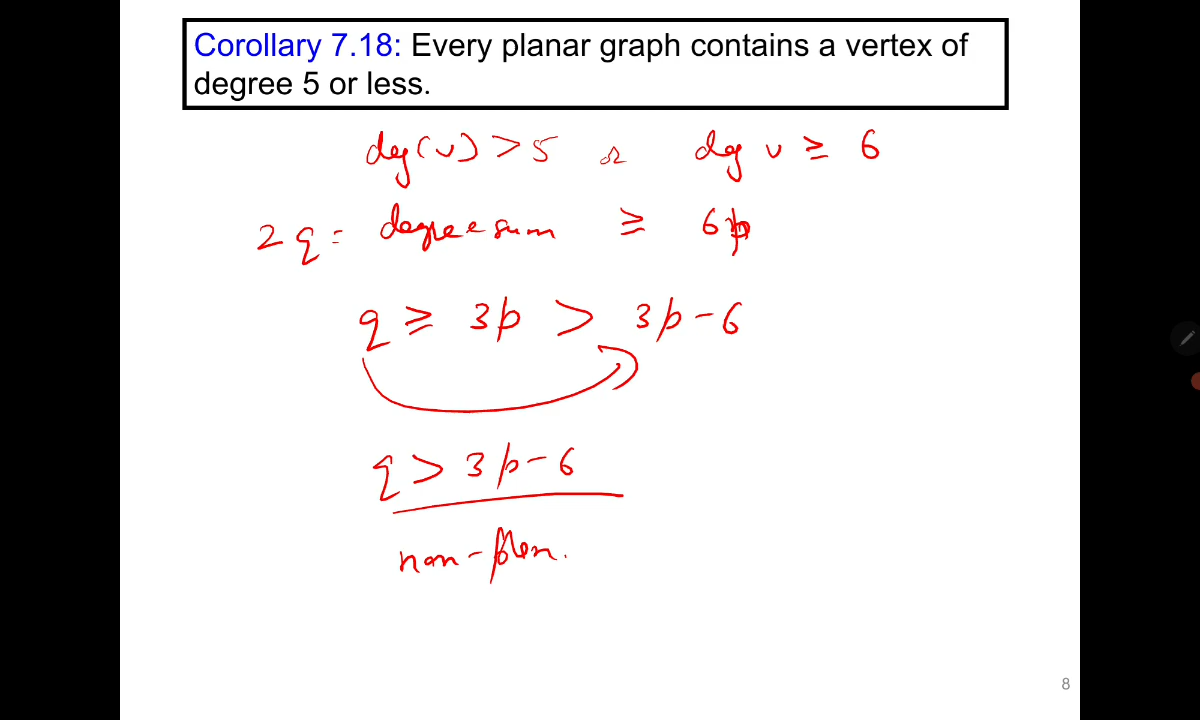 Corollary 7.18: Every planar graph contains a vertex of
degree 5 or less.
deg(v) > 5 or deg v ≥ 6
2q = degree sum ≥ 6p
q ≥ 3p > 3p-6
q > 3p-6
non-plan.
8